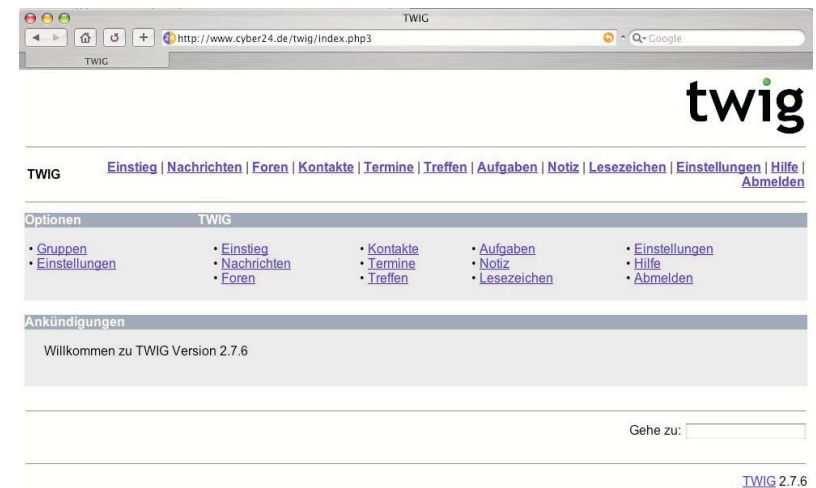 TWIG
http://www.cyber24.de/twig/index.php3
Google
TWIG
twig
TWIG
Einstieg | Nachrichten | Foren | Kontakte | Termine | Treffen | Aufgaben | Notiz | Lesezeichen | Einstellungen | Hilfe |
Abmelden
Optionen TWIG
• Gruppen • Einstieg • Kontakte • Aufgaben • Einstellungen
• Einstellungen • Nachrichten • Termine • Notiz • Hilfe
• Foren • Treffen • Lesezeichen • Abmelden
Ankündigungen
Willkommen zu TWIG Version 2.7.6
Gehe zu:
TWIG 2.7.6